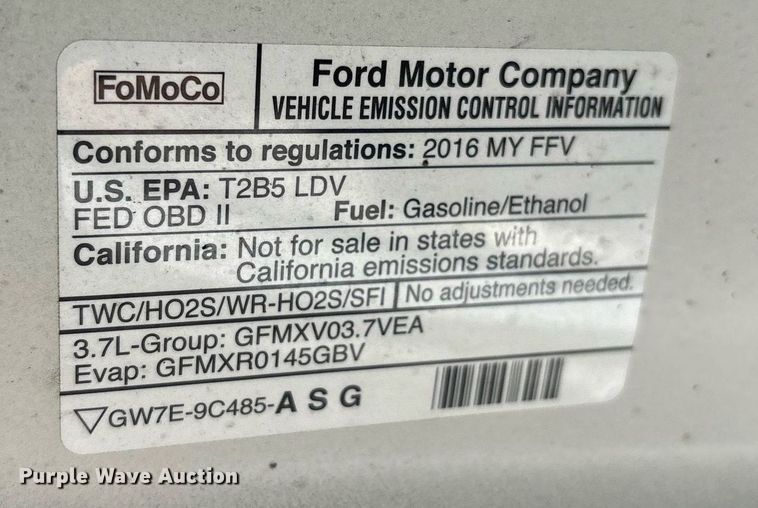 FoMoCo
Ford Motor Company
VEHICLE EMISSION CONTROL INFORMATION
Conforms to regulations: 2016 MY FFV
U.S. EPA: T2B5 LDV
FED OBD II Fuel: Gasoline/Ethanol
California: Not for sale in states with
California emissions standards.
TWC/HO2S/WR-HO2S/SFI No adjustments needed.
3.7L-Group: GFMXV03.7VEA
Evap: GFMXR0145GBV
▽GW7E-9C485-A S G
Purple Wave Auction